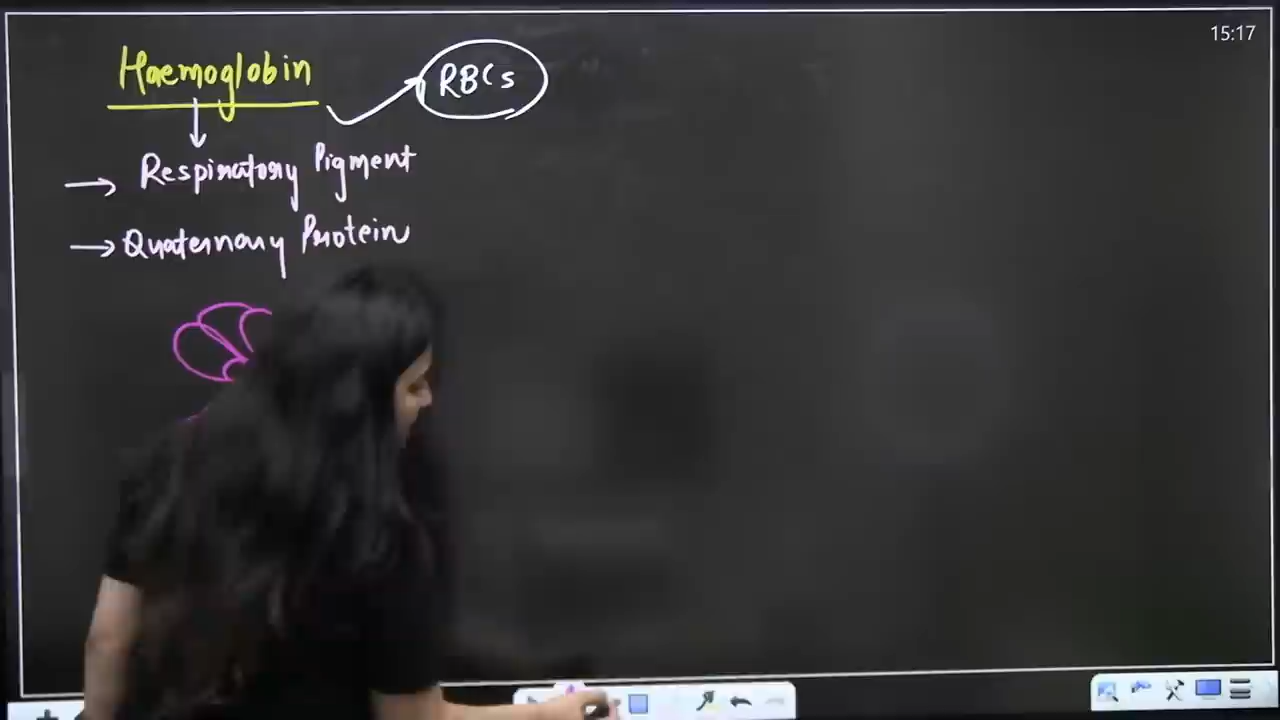 15:17
Haemoglobin
RBCs
Respiratory Pigment
Quaternary Protein